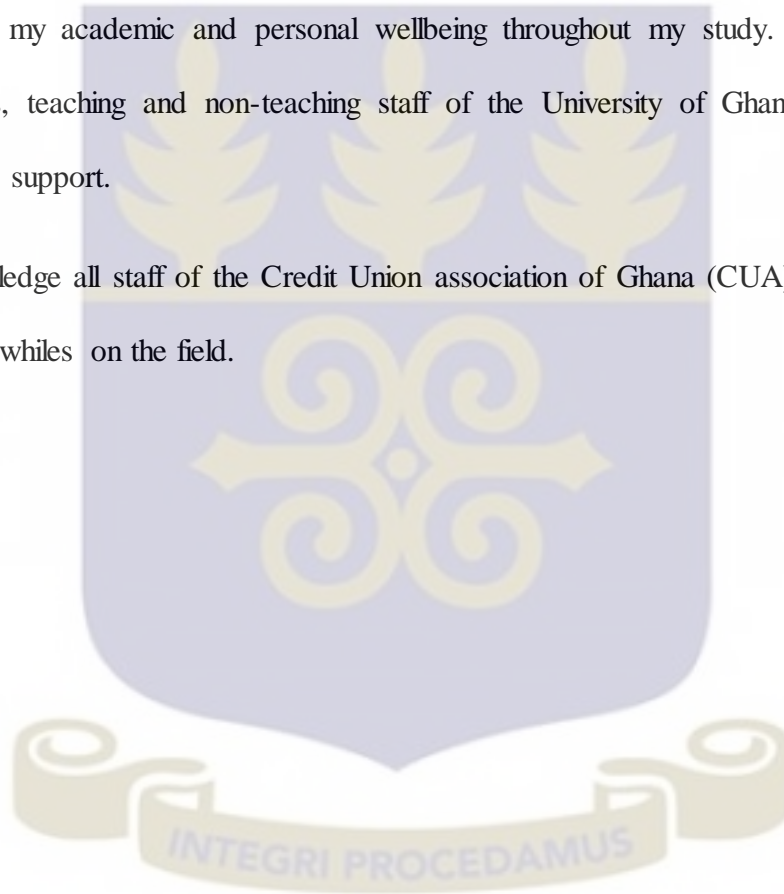 my academic and personal wellbeing throughout my study.
, teaching and non-teaching staff of the University of Ghan
support.
ledge all staff of the Credit Union association of Ghana (CUA
whiles on the field.
INTEGRI PROCEDAMUS